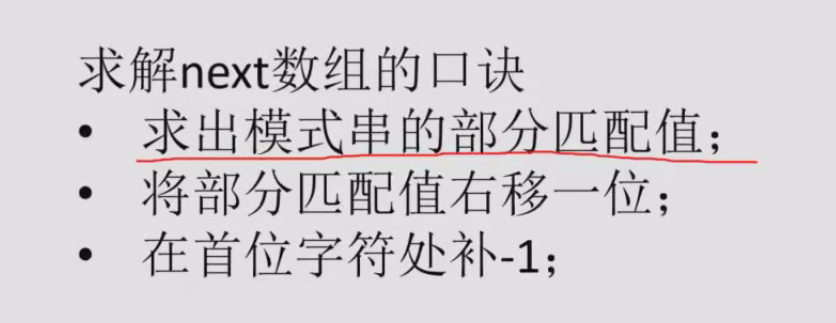 求解next数组的口诀
• 求出模式串的部分匹配值；
• 将部分匹配值右移一位；
• 在首位字符处补-1；